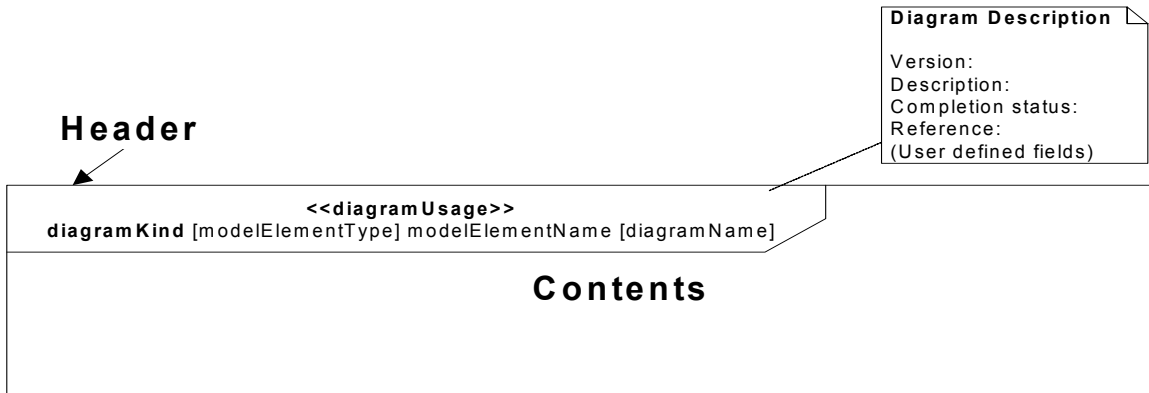 Diagram Description
Version:
Description:
Completion status:
Reference:
(User defined fields)
Header
<<diagramUsage>>
diagramKind [modelElementType] modelElementName [diagramName]
Contents